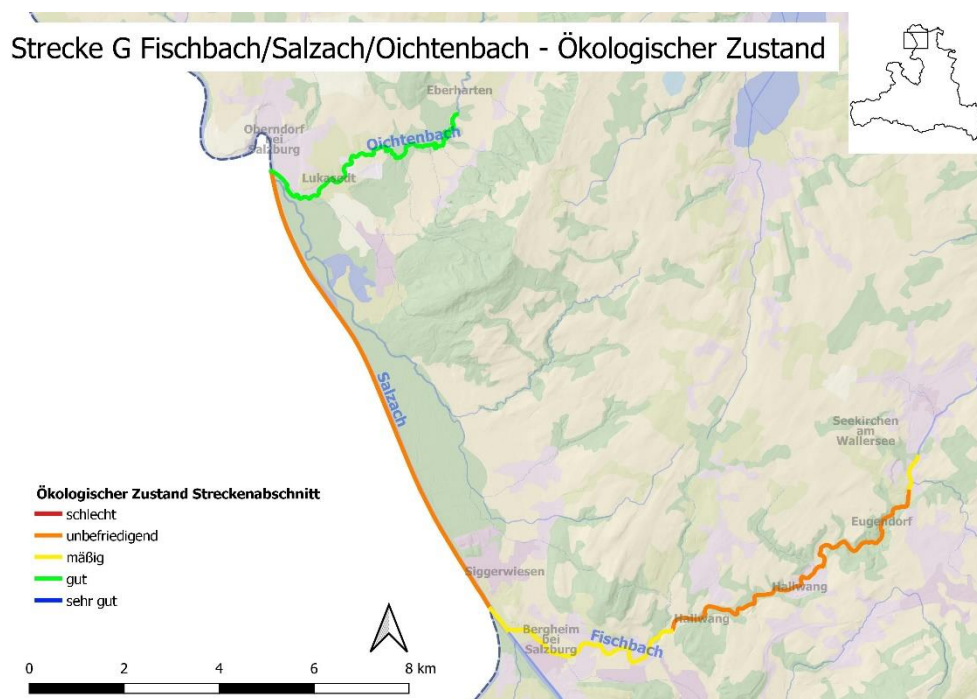 Strecke G Fischbach/Salzach/Oichtenbach - Ökologischer Zustand
Eberharten
Oichtenbach
Oberndorf
bei
Salzburg
Lukasedt
Salzach
Seekirchen
am
Wallersee
Eugendorf
Hallwang
Hallwang
Siggerwiesen
Bergheim
bei
Salzburg
Fischbach
Ökologischer Zustand Streckenabschnitt
schlecht
unbefriedigend
mäßig
gut
sehr gut
0 2 4 6 8 km